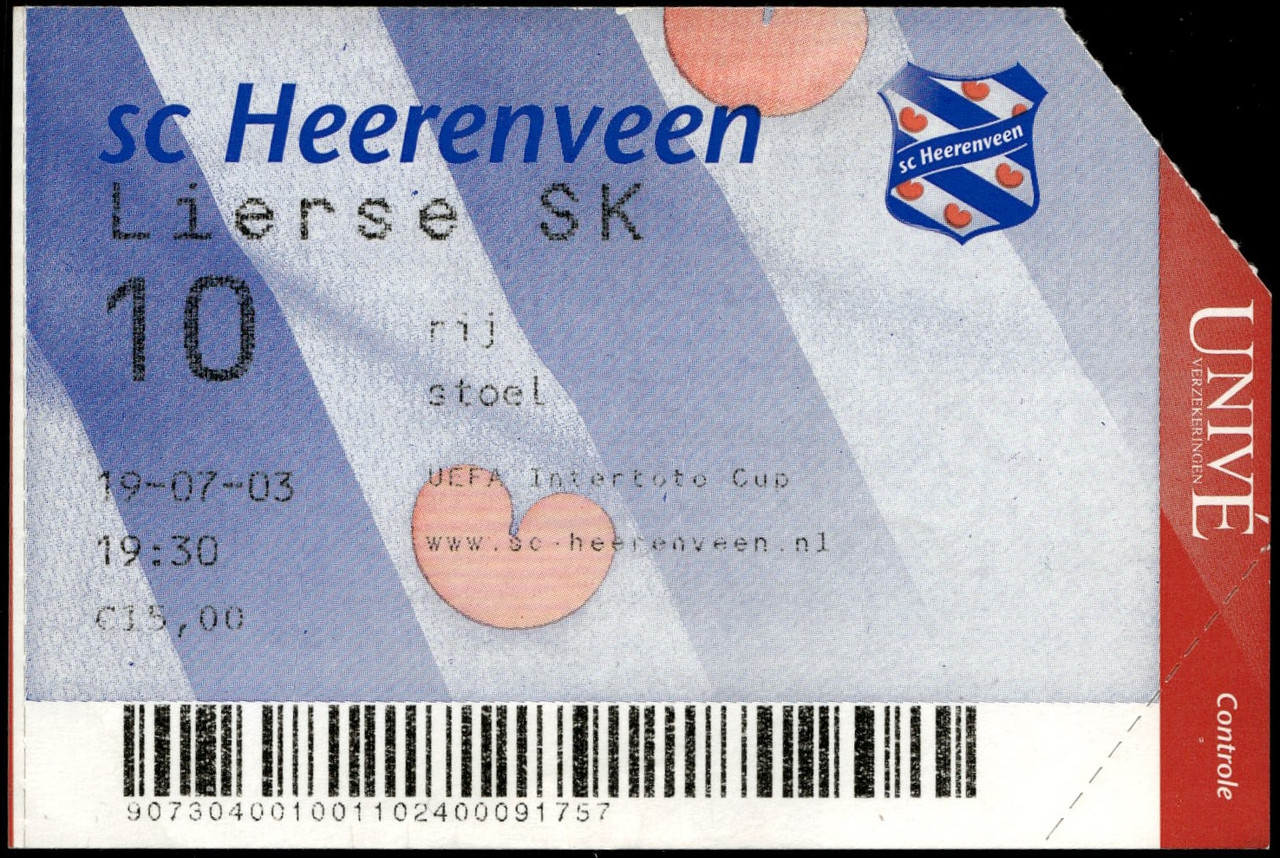 sc Heerenveen
sc Heerenveen
Lierse SK
10
rij
stoel
19-07-03
UEFA Intertoto Cup
19:30
www.sc-heerenveen.nl
€15,00
907304001001102400091757
UNIVÉ
VERZEKERINGEN
Controle